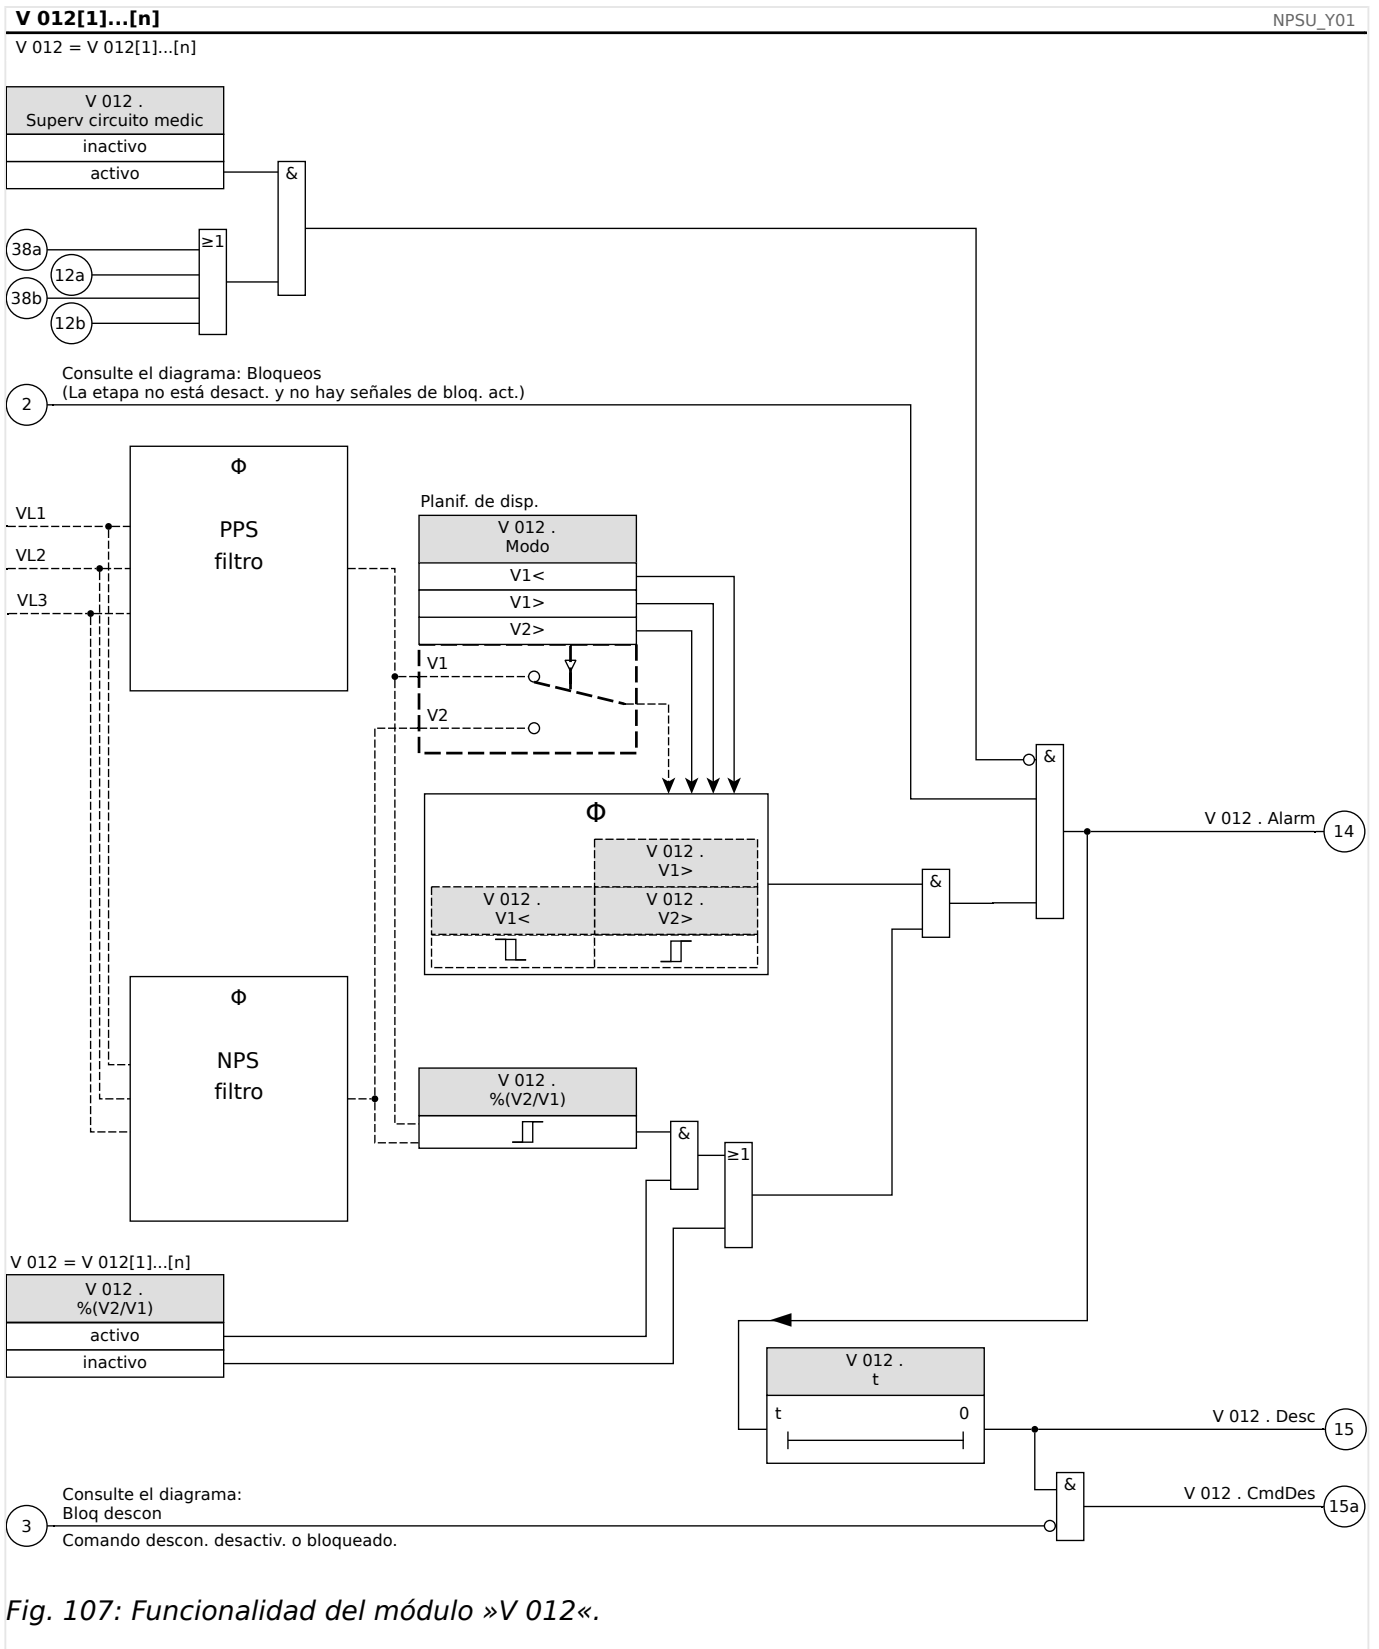 V 012[1]...[n]
NPSU_Y01
V 012 = V 012[1]...[n]
V 012 .
Superv circuito medic
inactivo
activo
&
38a
≥1
12a
38b
12b
Consulte el diagrama: Bloqueos
(La etapa no está desact. y no hay señales de bloq. act.)
2
Φ
PPS
filtro
VL1
VL2
VL3
Planif. de disp.
V 012 .
Modo
V1<
V1>
V2>
V1
V2
&
V 012 . Alarm
14
Φ
V 012 .
V1>
V 012 .
V1<
V 012 .
V2>
&
Φ
NPS
filtro
V 012 .
%(V2/V1)
&
≥1
V 012 = V 012[1]...[n]
V 012 .
%(V2/V1)
activo
inactivo
V 012 .
t
t
0
V 012 . Desc
15
&
V 012 . CmdDes
15a
Consulte el diagrama:
Bloq descon
3
Comando descon. desactiv. o bloqueado.
Fig. 107: Funcionalidad del módulo »V 012«.